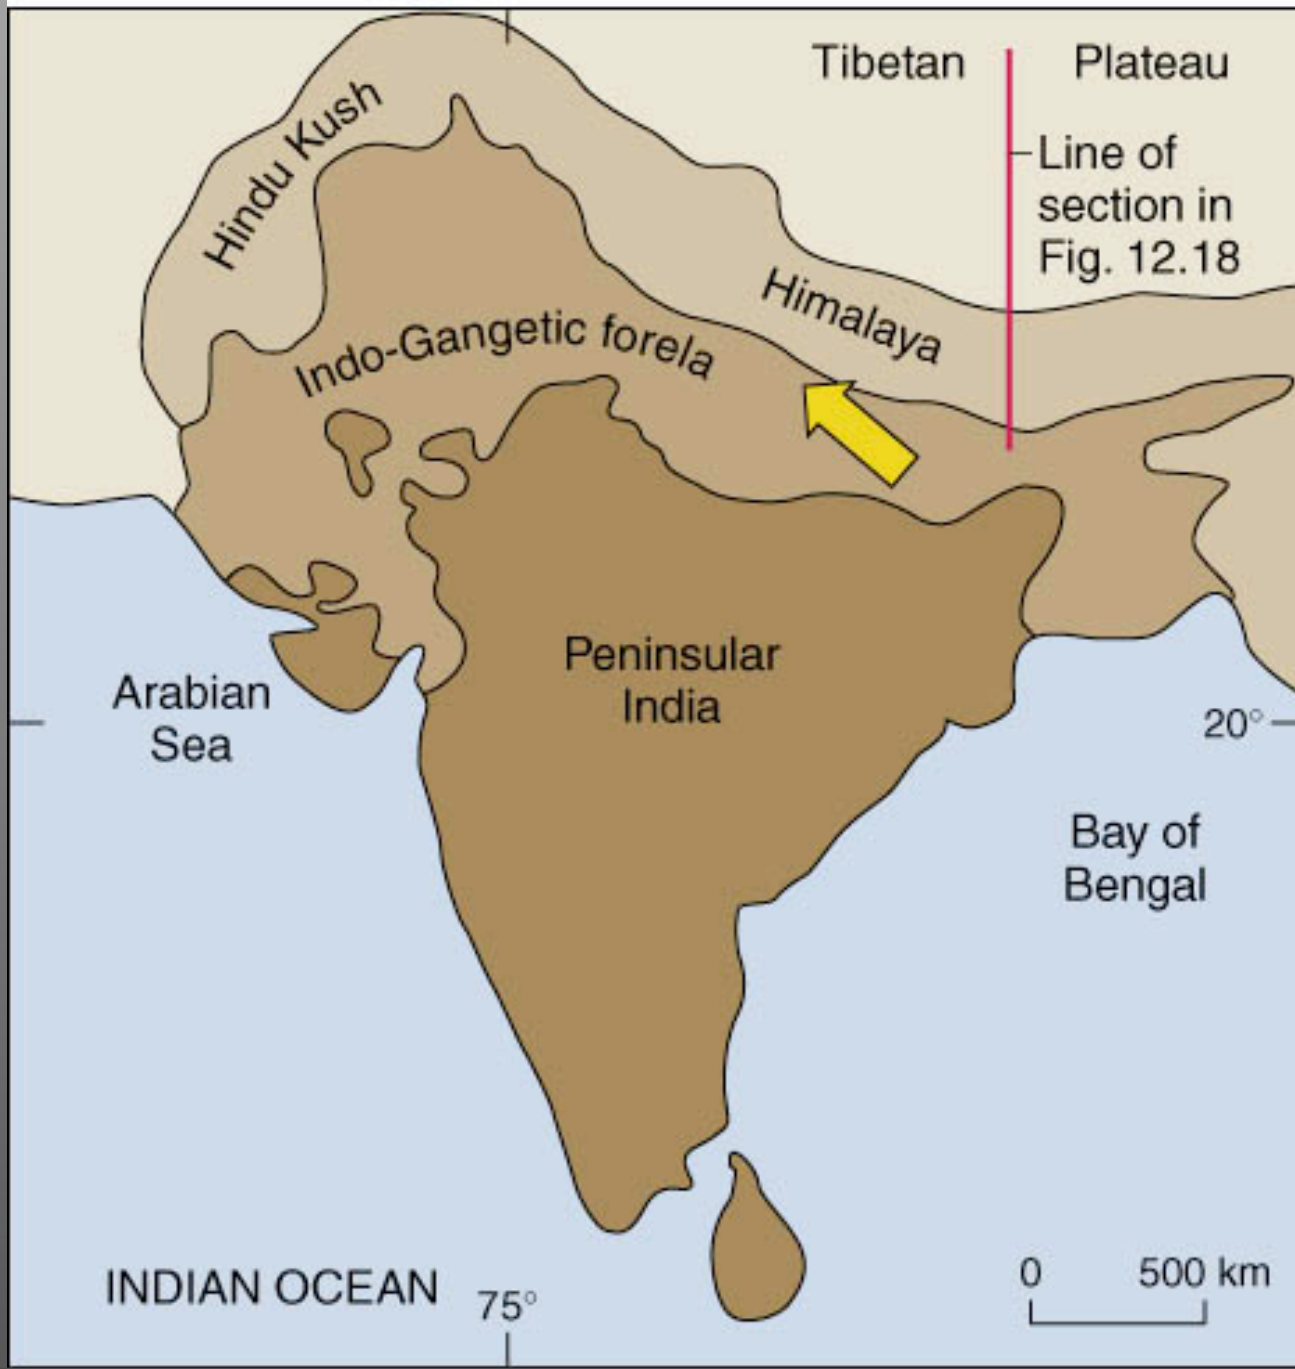 Tibetan Plateau
Hindu Kush
Line of
section in
Fig. 12.18
Himalaya
Indo-Gangetic forela
Peninsular
India
Arabian
Sea
20°
Bay of
Bengal
INDIAN OCEAN
75°
0 500 km